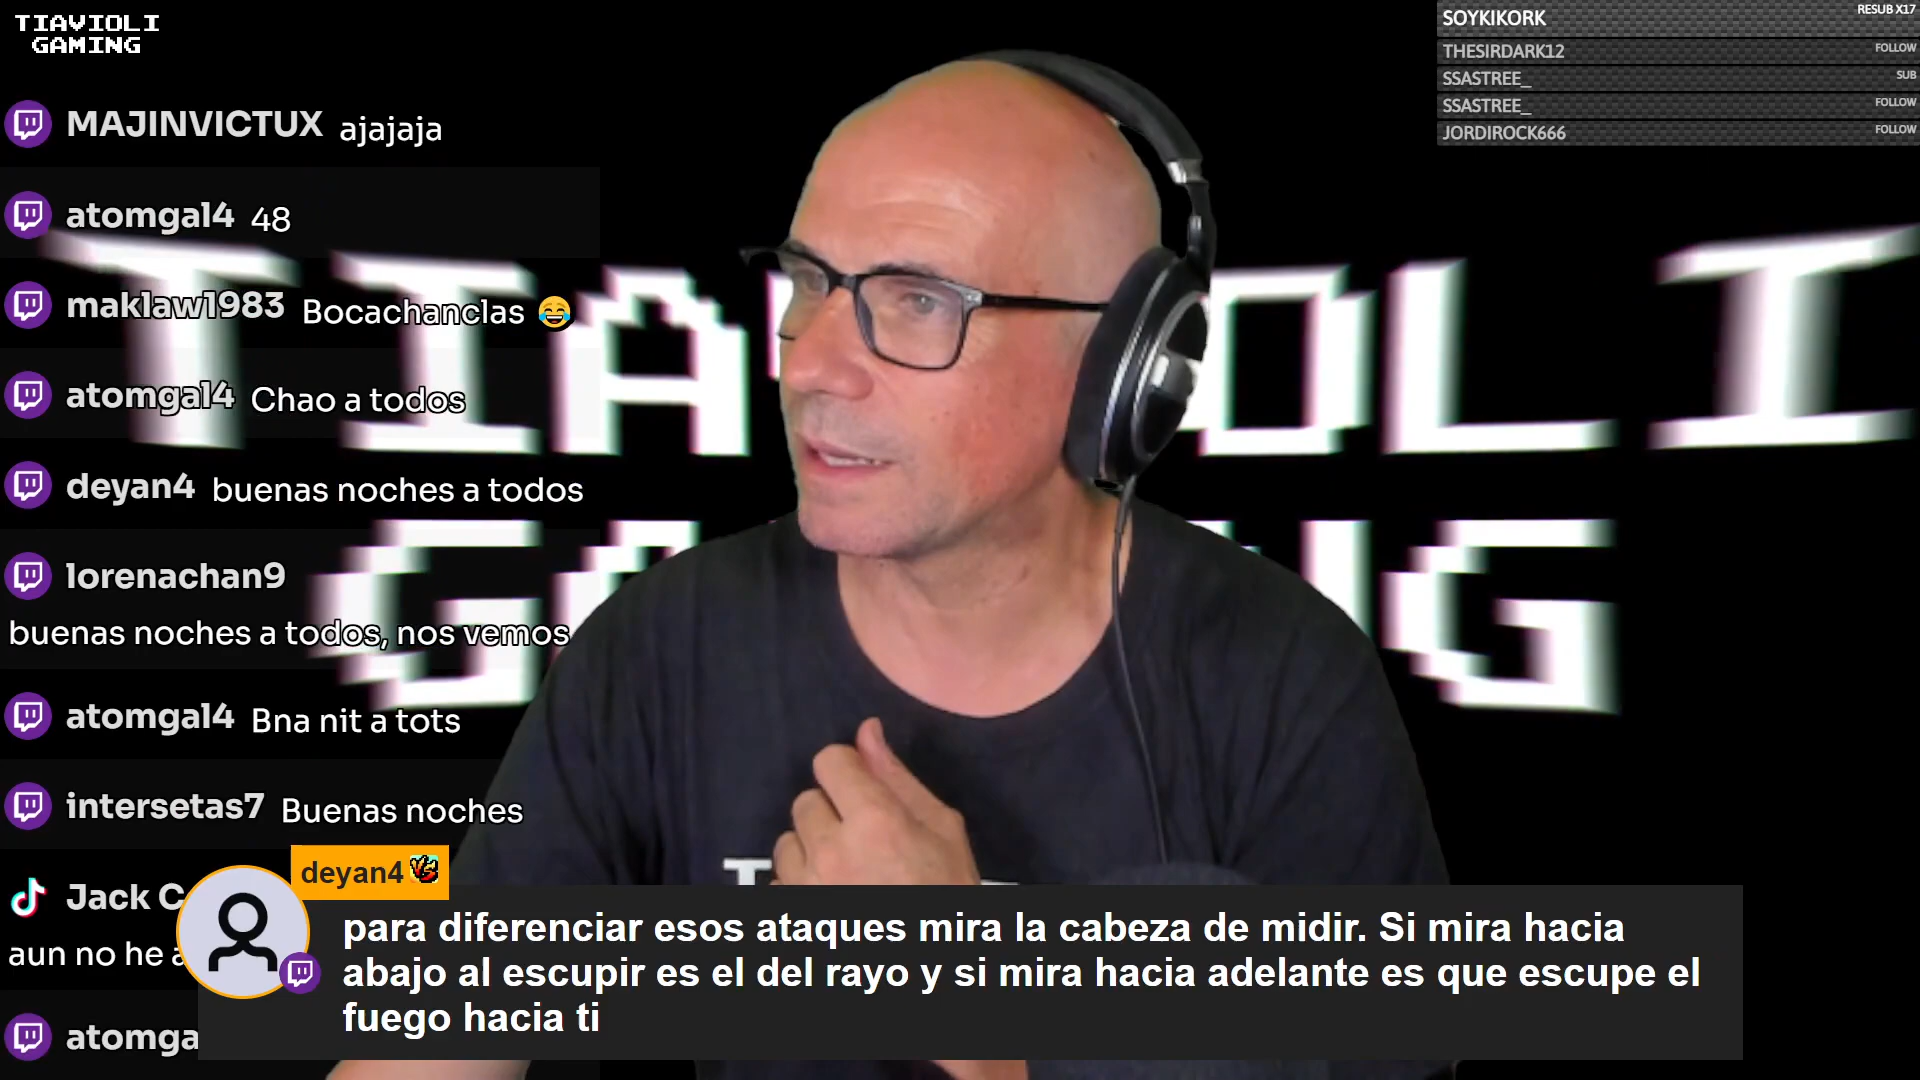 TIAVIOLI
GAMING
SOYKIKORK RESUB X17
THESIRDARK12 FOLLOW
SSASTREE_ SUB
SSASTREE_ FOLLOW
JORDIROCK666 FOLLOW
MAJINVICTUX ajajaja
atomgal4 48
maklaw1983 Bocachanclas 😂
atomgal4 Chao a todos
deyan4 buenas noches a todos
lorenachan9
buenas noches a todos, nos vemos
atomgal4 Bna nit a tots
intersetas7 Buenas noches
Jack C
aun no he a
atomga
deyan4
para diferenciar esos ataques mira la cabeza de midir. Si mira hacia
abajo al escupir es el del rayo y si mira hacia adelante es que escupe el
fuego hacia ti